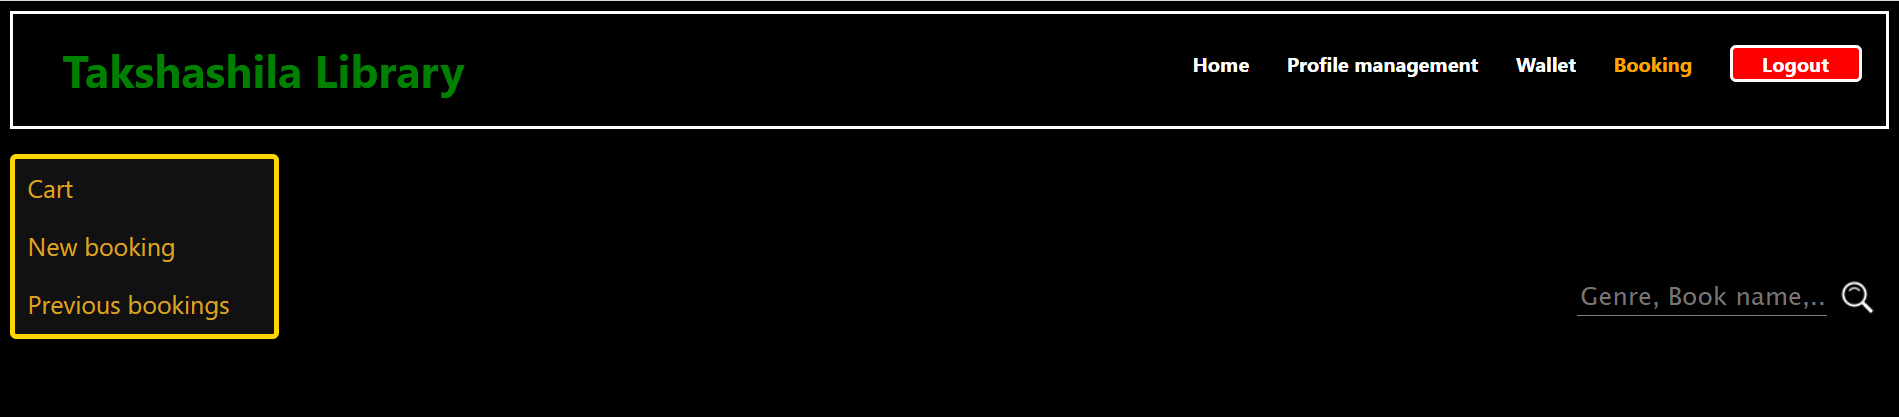 Takshashila Library
Home Profile management Wallet Booking Logout
Cart
New booking
Previous bookings
Genre, Book name,..